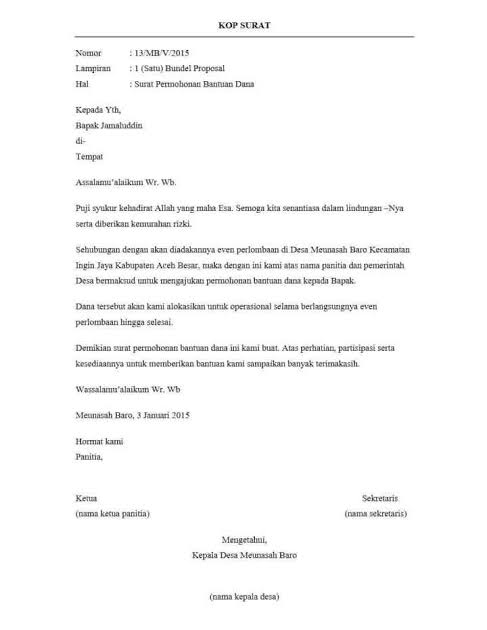 KOP SURAT
Nomor : 13/MB/V/2015
Lampiran : 1 (Satu) Bundel Proposal
Hal : Surat Permohonan Bantuan Dana
Kepada Yth,
Bapak Jamaluddin
di-
Tempat
Assalamu'alaikum Wr. Wb.
Puji syukur kehadirat Allah yang maha Esa. Semoga kita senantiasa dalam lindungan –Nya
serta diberikan kemurahan rizki.
Sehubungan dengan akan diadakannya even perlombaan di Desa Meunasah Baro Kecamatan
Ingin Jaya Kabupaten Aceh Besar, maka dengan ini kami atas nama panitia dan pemerintah
Desa bermaksud untuk mengajukan permohonan bantuan dana kepada Bapak.
Dana tersebut akan kami alokasikan untuk operasional selama berlangsungnya even
perlombaan hingga selesai.
Demikian surat permohonan bantuan dana ini kami buat. Atas perhatian, partisipasi serta
kesediaannya untuk memberikan bantuan kami sampaikan banyak terimakasih.
Wassalamu'alaikum Wr. Wb
Meunasah Baro, 3 Januari 2015
Hormat kami
Panitia,
Ketua Sekretaris
(nama ketua panitia) (nama sekretaris)
Mengetahui,
Kepala Desa Meunasah Baro
(nama kepala desa)